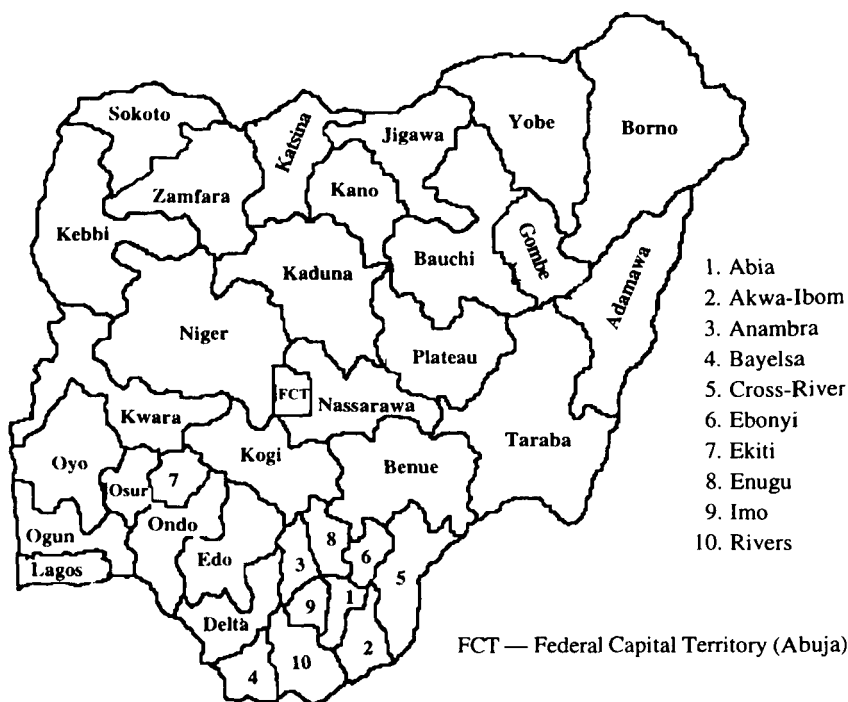 Sokoto
Katsina
Jigawa
Yobe
Borno
Zamfara
Kano
Kebbi
Bauchi
Gombe
Kaduna
Adamawa
Niger
Plateau
FCT
Nassarawa
Kwara
Taraba
Oyo
Kogi
Benue
Osur
7
Ogun
Ondo
Edo
8
6
Lagos
3
5
1
9
Delta
2
10
4
1. Abia
2. Akwa-Ibom
3. Anambra
4. Bayelsa
5. Cross-River
6. Ebonyi
7. Ekiti
8. Enugu
9. Imo
10. Rivers
FCT — Federal Capital Territory (Abuja)